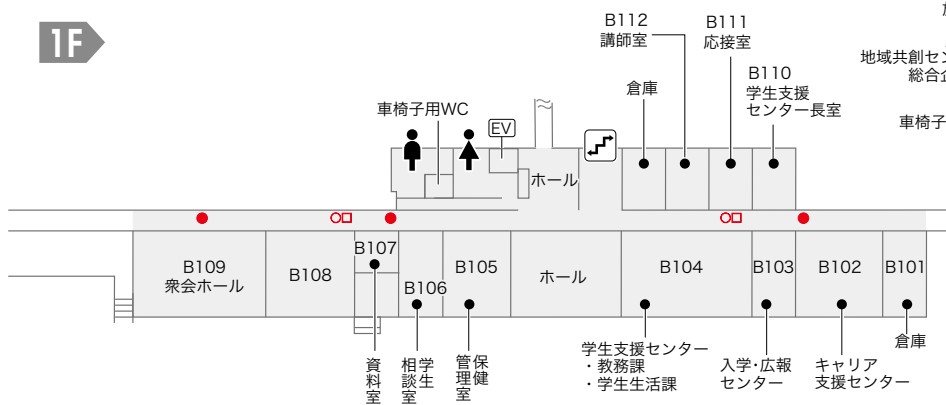 1F
B112
講師室
B111
応接室
地域共創セン
総合企
B110
学生支援
センター長室
倉庫
車椅子用WC
EV
車椅子
ホール
B109
衆会ホール
B108
B107
B106
B105
ホール
B104
B103
B102
B101
資料室
学生
相談室
保健
管理室
学生支援センター
・教務課
・学生生活課
入学・広報
センター
キャリア
支援センター
倉庫